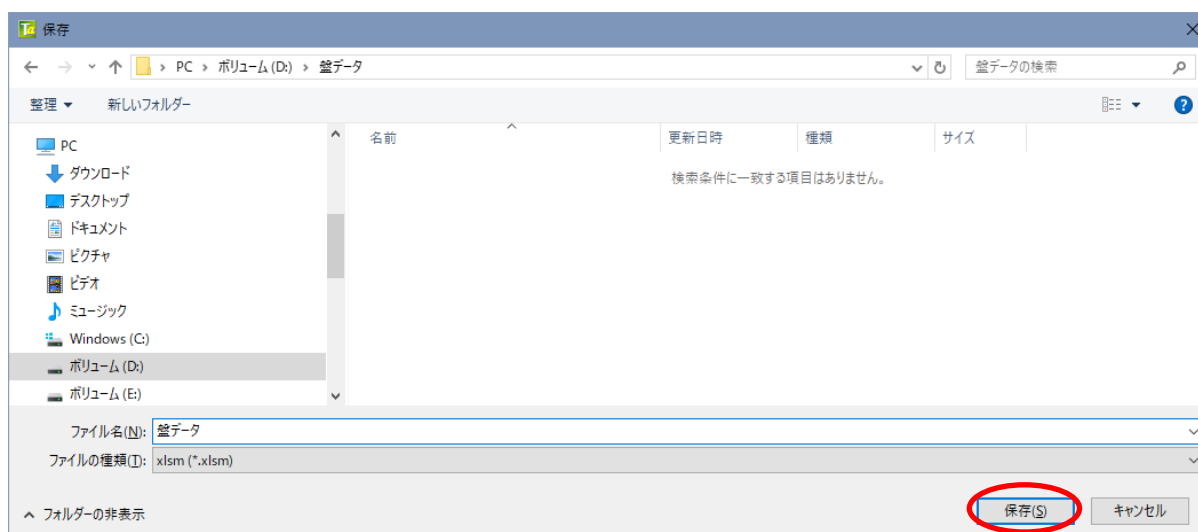 保存
PC › ボリューム (D:) › 盤データ
盤データの検索
整理 新しいフォルダー
名前 更新日時 種類 サイズ
検索条件に一致する項目はありません。
PC
ダウンロード
デスクトップ
ドキュメント
ピクチャ
ビデオ
ミュージック
Windows (C:)
ボリューム (D:)
ボリューム (E:)
ファイル名(N): 盤データ
ファイルの種類(T): xlsm (*.xlsm)
フォルダーの非表示
保存(S) キャンセル